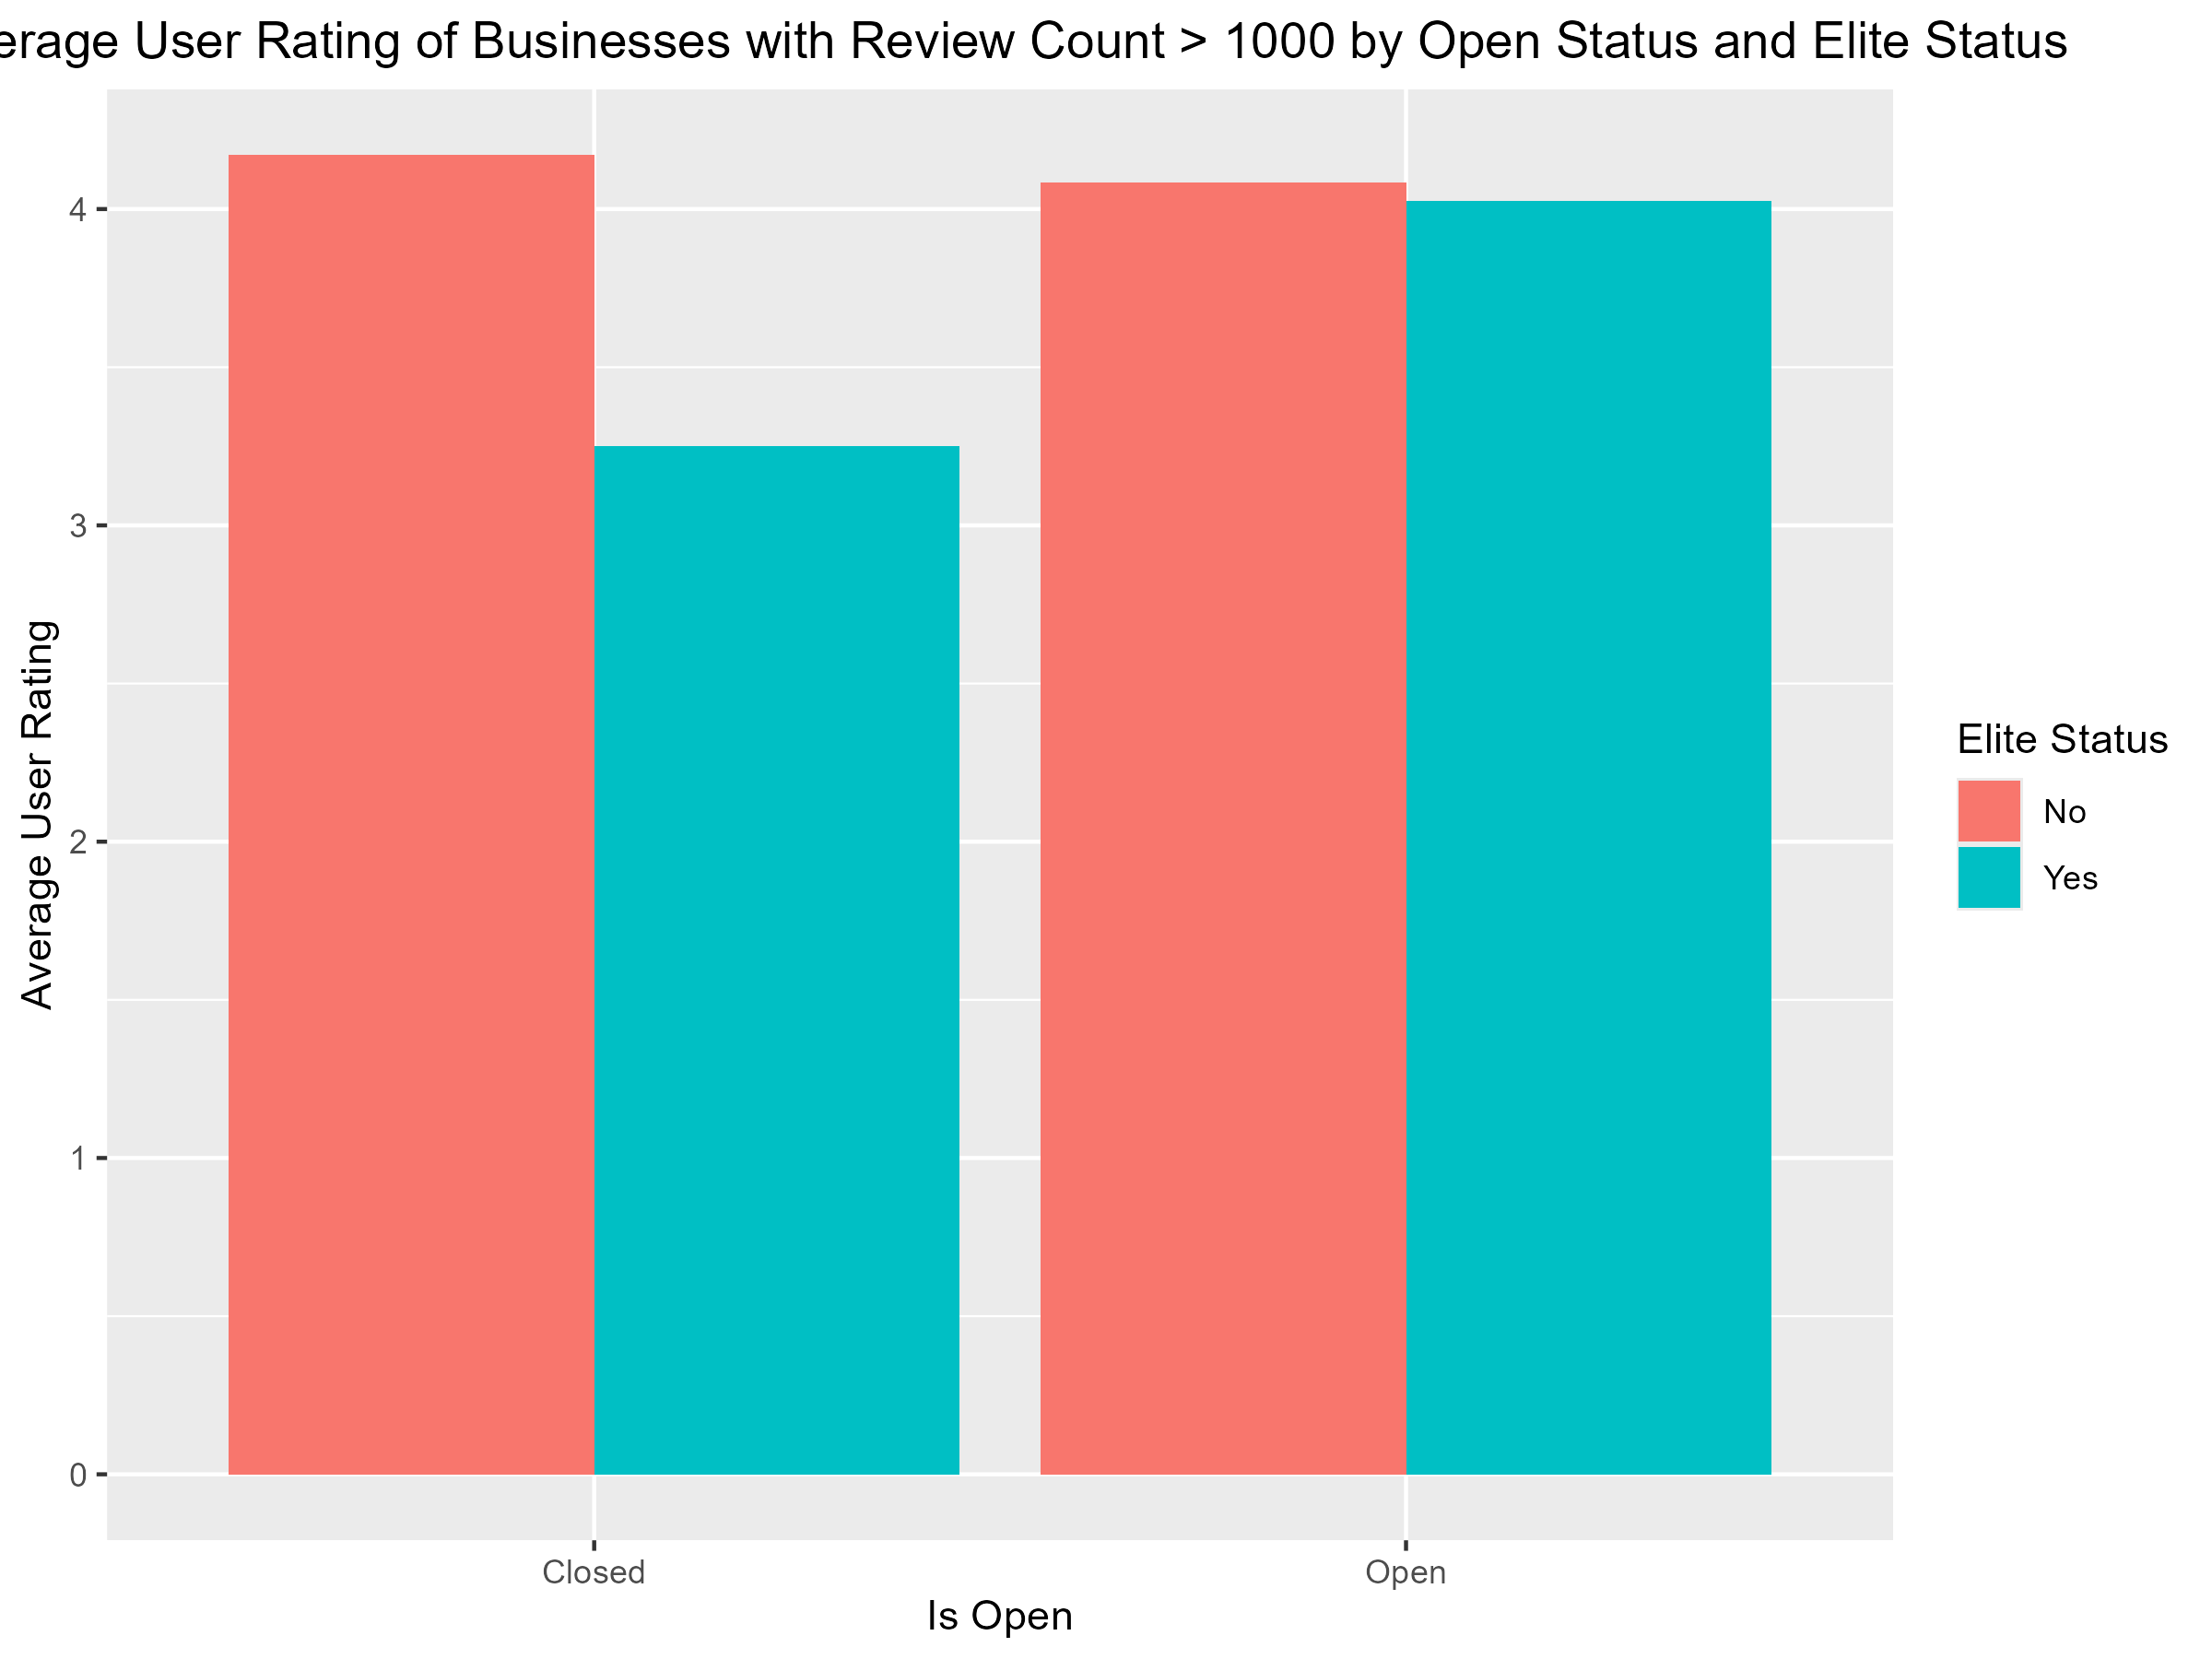 erage User Rating of Businesses with Review Count > 1000 by Open Status and Elite Status
Average User Rating
4
3
2
1
0
Closed
Open
Is Open
Elite Status
No
Yes